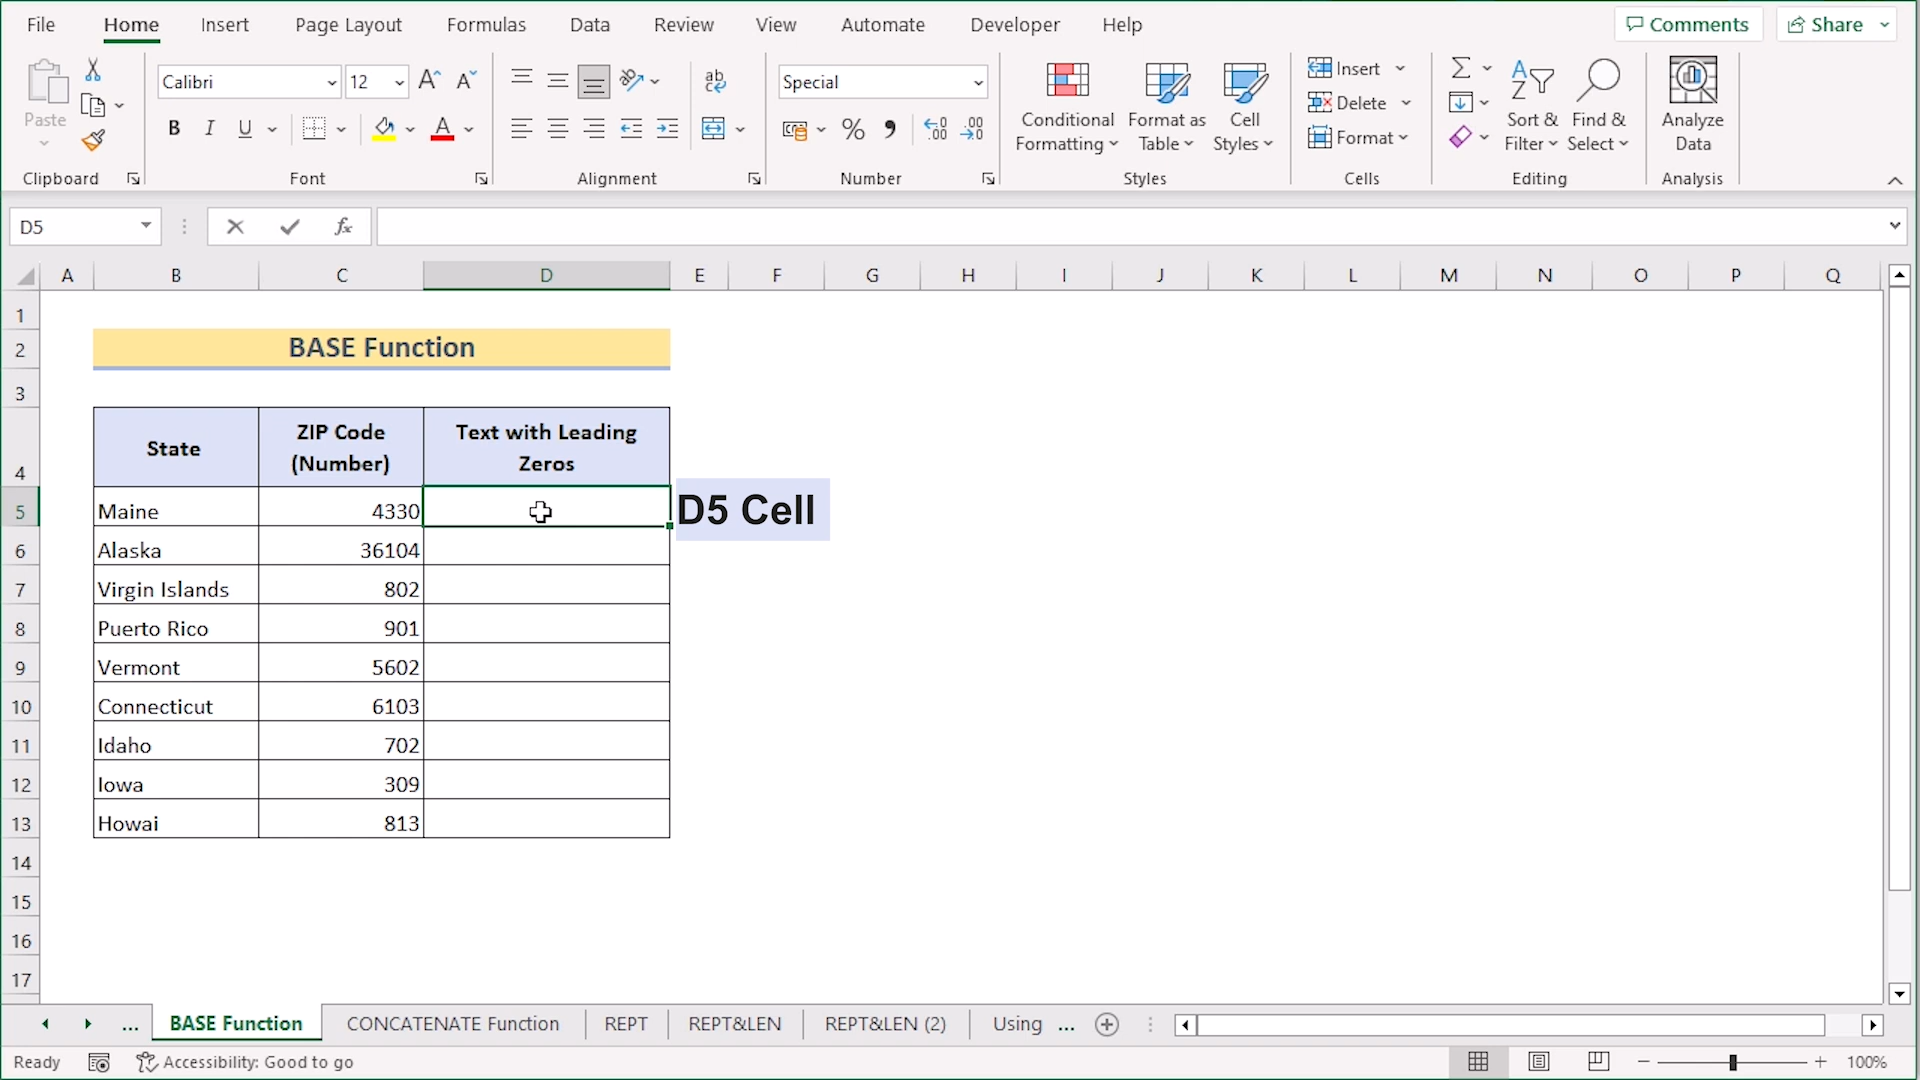 File Home Insert Page Layout Formulas Data Review View Automate Developer Help Comments Share
Paste
Calibri 12
B I U A
ab
Special
% 9 .00
Conditional Formatting
Format as Table
Cell Styles
Insert
Delete
Format
Sort & Filter
Find & Select
Analyze Data
Clipboard Font Alignment Number Styles Cells Editing Analysis
D5 fx
A B C D E F G H I J K L M N O P Q
1
2 BASE Function
3
4 State ZIP Code (Number) Text with Leading Zeros
5 Maine 4330 D5 Cell
6 Alaska 36104
7 Virgin Islands 802
8 Puerto Rico 901
9 Vermont 5602
10 Connecticut 6103
11 Idaho 702
12 Iowa 309
13 Howai 813
14
15
16
17
... BASE Function CONCATENATE Function REPT REPT&LEN REPT&LEN (2) Using ...
Ready Accessibility: Good to go 100%